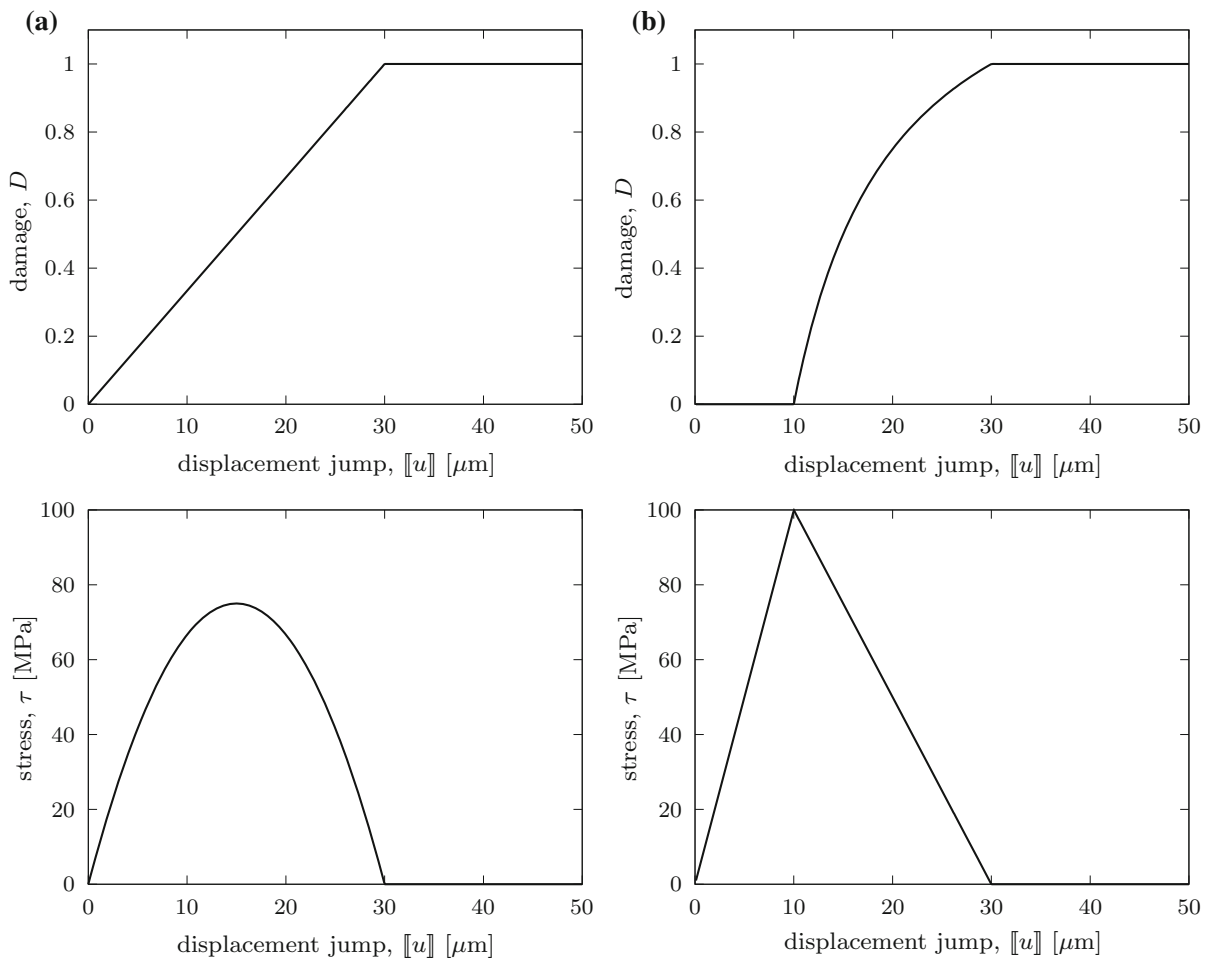 (a)
1
0.8
0.6
0.4
0.2
0
damage, D
0 10 20 30 40 50
displacement jump, ⟦u⟧ [μm]
(b)
1
0.8
0.6
0.4
0.2
0
damage, D
0 10 20 30 40 50
displacement jump, ⟦u⟧ [μm]
100
80
60
40
20
0
stress, τ [MPa]
0 10 20 30 40 50
displacement jump, ⟦u⟧ [μm]
100
80
60
40
20
0
stress, τ [MPa]
0 10 20 30 40 50
displacement jump, ⟦u⟧ [μm]